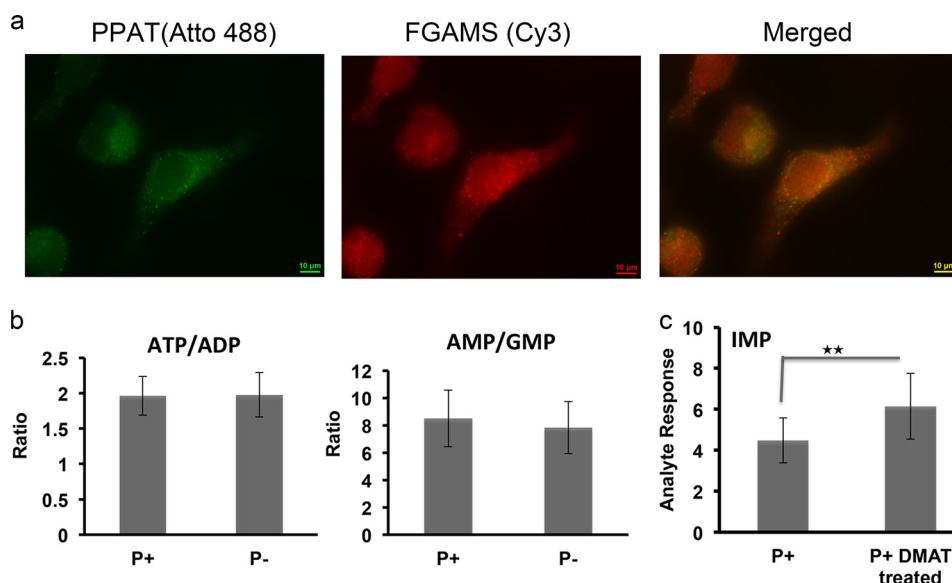 a
PPAT(Atto 488)
FGAMS (Cy3)
Merged
10 µm
10 µm
10 µm
b
ATP/ADP
2.5
2
1.5
1
0.5
0
Ratio
P+
P-
AMP/GMP
12
10
8
6
4
2
0
Ratio
P+
P-
c
IMP
★★
10
8
6
4
2
0
Analyte Response
P+
P+ DMAT
treated